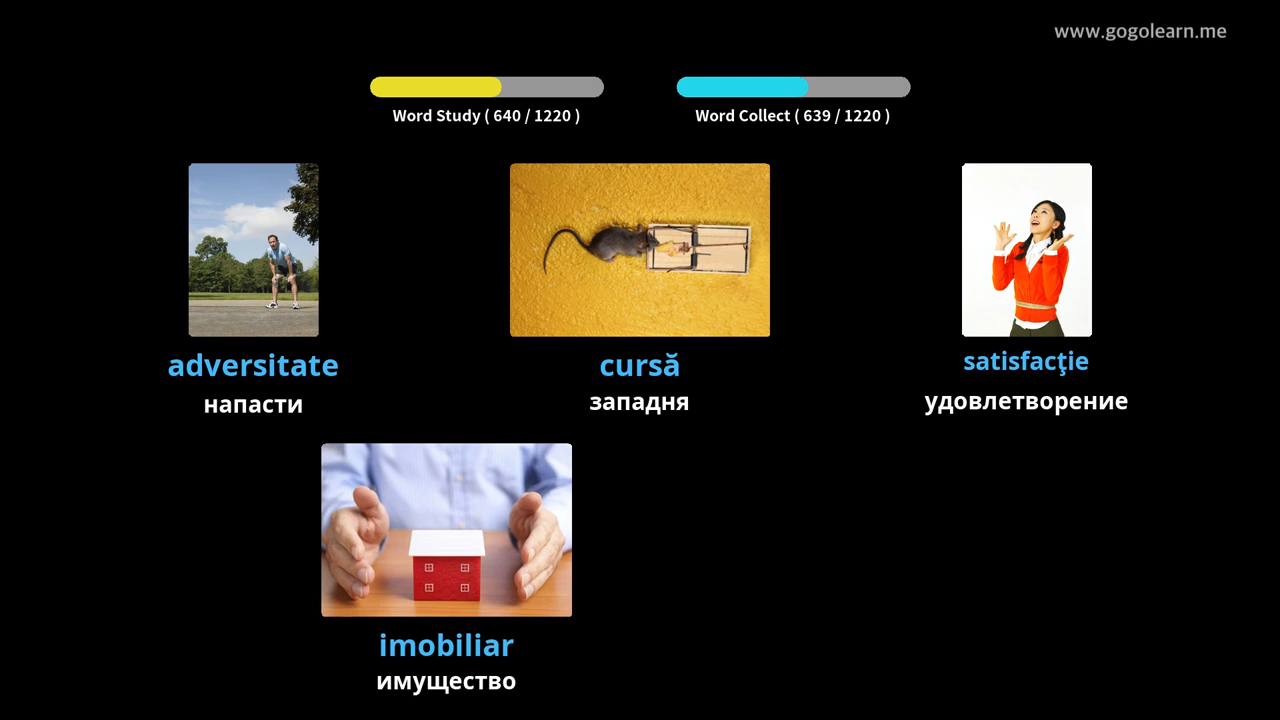 www.gogolearn.me
Word Study ( 640 / 1220 )
Word Collect ( 639 / 1220 )
adversitate
напасти
cursă
западня
satisfacţie
удовлетворение
imobiliar
имущество